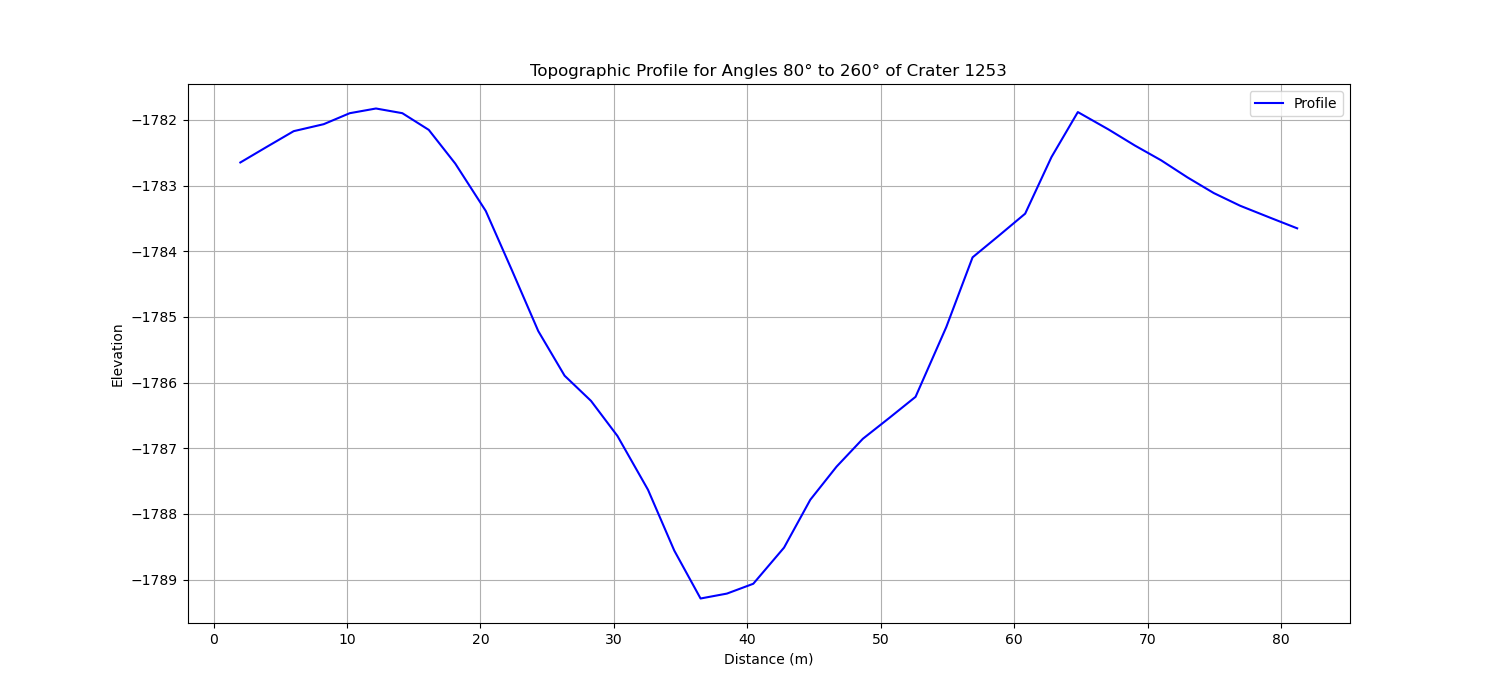 Topographic Profile for Angles 80° to 260° of Crater 1253
Profile
−1782
−1783
−1784
−1785
−1786
−1787
−1788
−1789
Elevation
0 10 20 30 40 50 60 70 80
Distance (m)